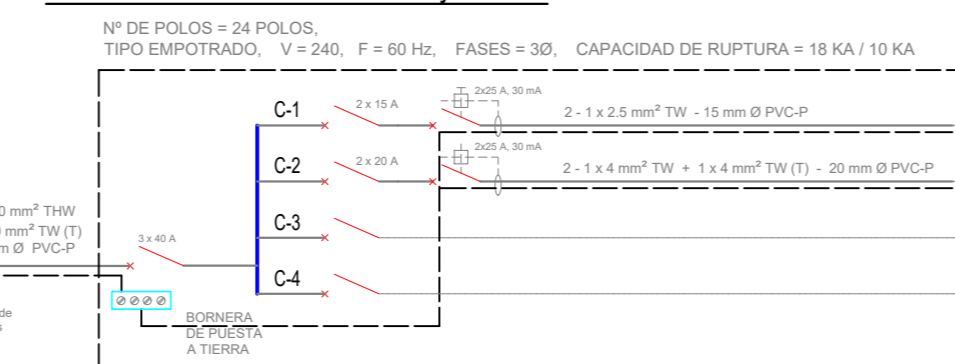 Nº DE POLOS = 24 POLOS,
TIPO EMPOTRADO, V = 240, F = 60 Hz, FASES = 3Ø, CAPACIDAD DE RUPTURA = 18 KA / 10 KA
C-1
2 x 15 A
2x25 A, 30 mA
2 - 1 x 2.5 mm² TW - 15 mm Ø PVC-P
C-2
2 x 20 A
2x25 A, 30 mA
2 - 1 x 4 mm² TW + 1 x 4 mm² TW (T) - 20 mm Ø PVC-P
0 mm² THW
mm² TW (T)
m Ø PVC-P
3 x 40 A
C-3
C-4
de
BORNERA
DE PUESTA
A TIERRA